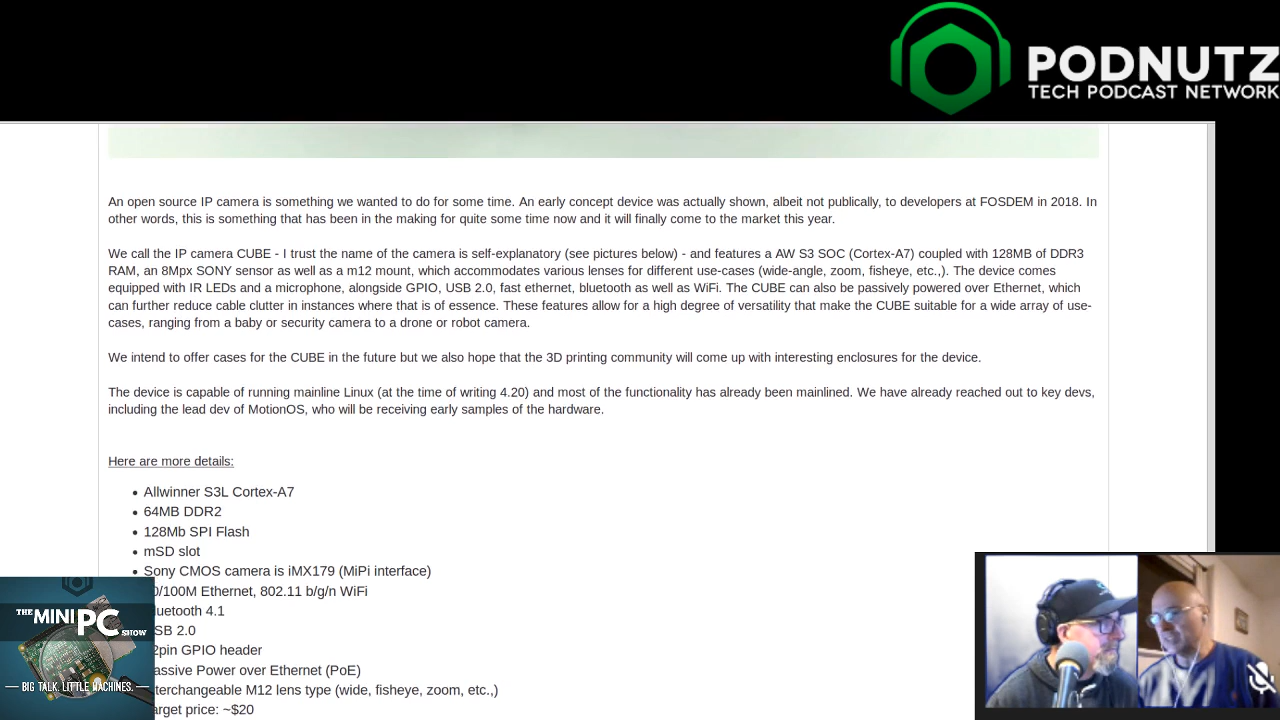 PODNUTZ
TECH PODCAST NETWORK
An open source IP camera is something we wanted to do for some time. An early concept device was actually shown, albeit not publically, to developers at FOSDEM in 2018. In
other words, this is something that has been in the making for quite some time now and it will finally come to the market this year.
We call the IP camera CUBE - I trust the name of the camera is self-explanatory (see pictures below) - and features a AW S3 SOC (Cortex-A7) coupled with 128MB of DDR3
RAM, an 8Mpx SONY sensor as well as a m12 mount, which accommodates various lenses for different use-cases (wide-angle, zoom, fisheye, etc.,). The device comes
equipped with IR LEDs and a microphone, alongside GPIO, USB 2.0, fast ethernet, bluetooth as well as WiFi. The CUBE can also be passively powered over Ethernet, which
can further reduce cable clutter in instances where that is of essence. These features allow for a high degree of versatility that make the CUBE suitable for a wide array of use-
cases, ranging from a baby or security camera to a drone or robot camera.
We intend to offer cases for the CUBE in the future but we also hope that the 3D printing community will come up with interesting enclosures for the device.
The device is capable of running mainline Linux (at the time of writing 4.20) and most of the functionality has already been mainlined. We have already reached out to key devs,
including the lead dev of MotionOS, who will be receiving early samples of the hardware.
Here are more details:
Allwinner S3L Cortex-A7
64MB DDR2
128Mb SPI Flash
mSD slot
Sony CMOS camera is iMX179 (MiPi interface)
0/100M Ethernet, 802.11 b/g/n WiFi
luetooth 4.1
SB 2.0
2pin GPIO header
assive Power over Ethernet (PoE)
terchangeable M12 lens type (wide, fisheye, zoom, etc.,)
arget price: ~$20
THE MINI PC SHOW
BIG TALK. LITTLE MACHINES.